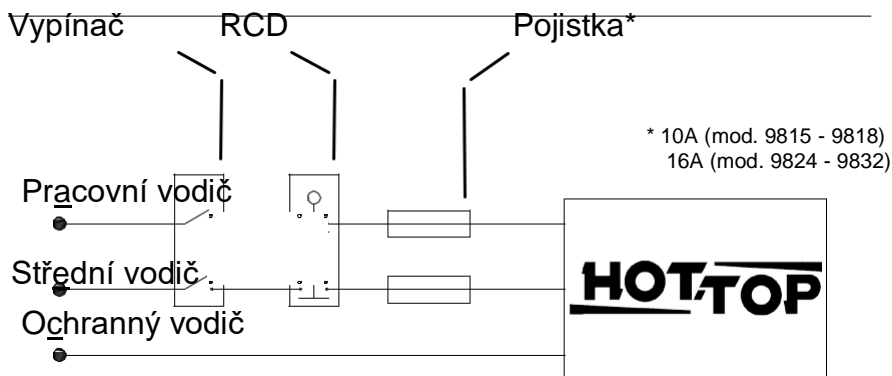 Vypínač RCD Pojistka*
* 10A (mod. 9815 - 9818)
16A (mod. 9824 - 9832)
Pracovní vodič
Střední vodič
Ochranný vodič
HOT-TOP